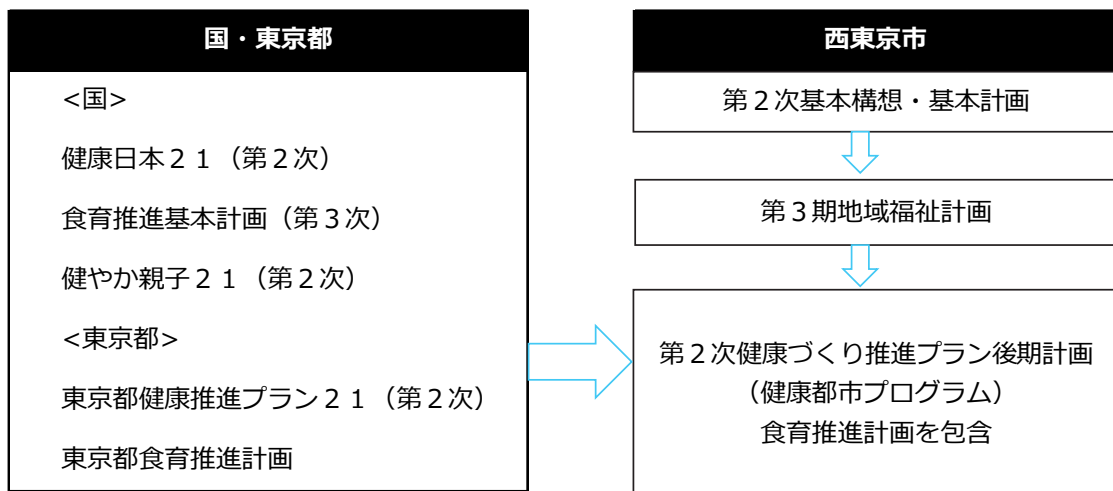 国・東京都
<国>
健康日本２１（第２次）
食育推進基本計画（第３次）
健やか親子２１（第２次）
<東京都>
東京都健康推進プラン２１（第２次）
東京都食育推進計画
西東京市
第２次基本構想・基本計画
第３期地域福祉計画
第２次健康づくり推進プラン後期計画
（健康都市プログラム）
食育推進計画を包含